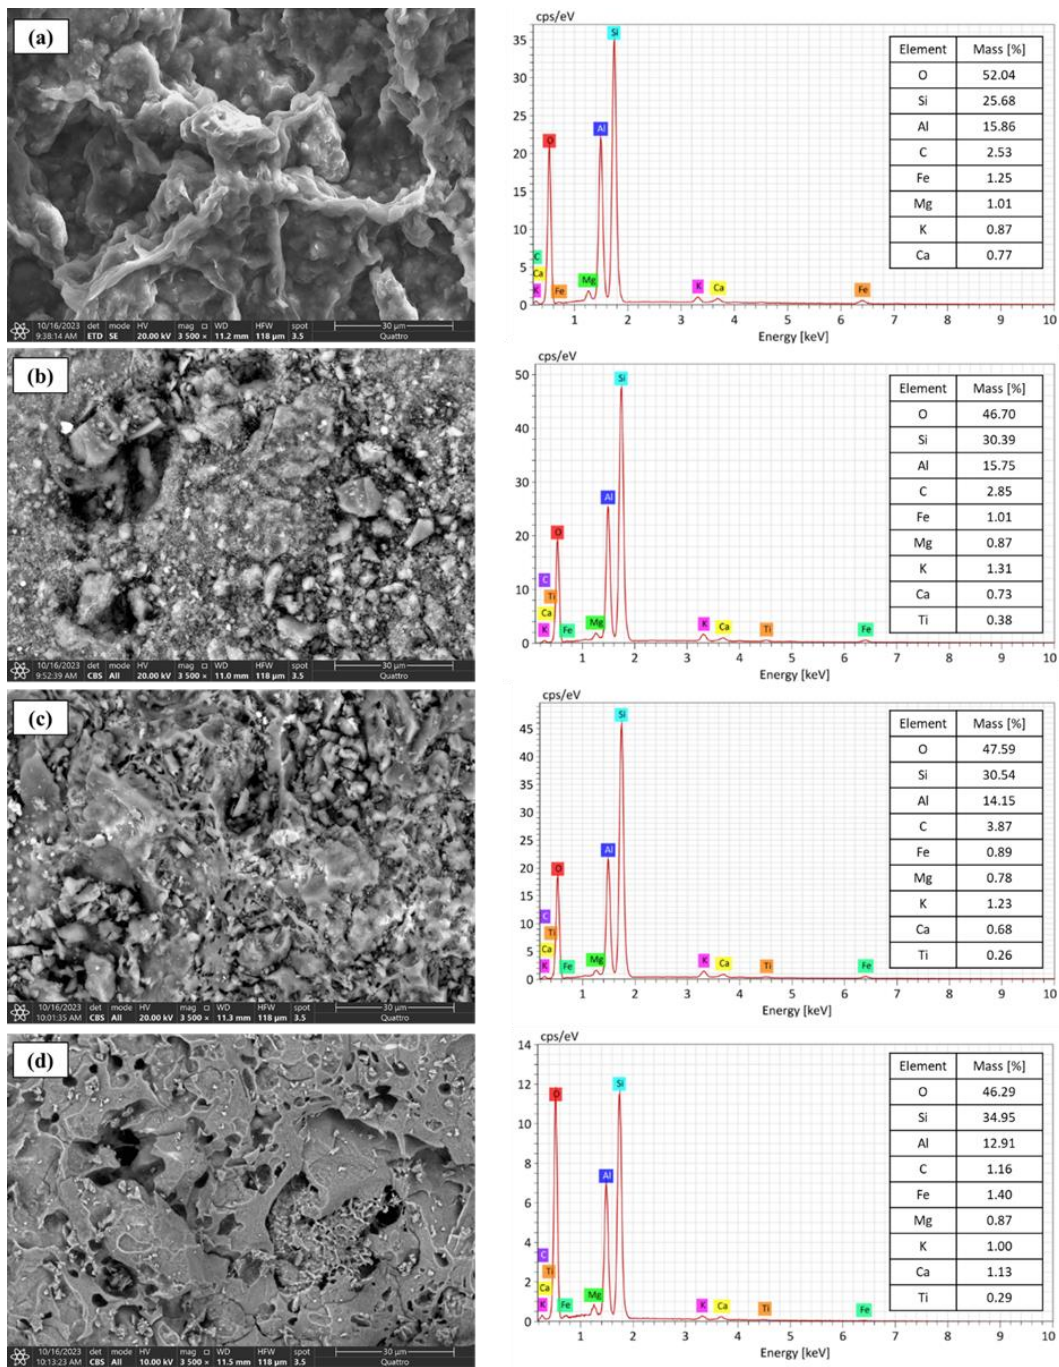 (a)
10/16/2023 det mode HV mag □ WD HFW spot 30 µm
9:38:14 AM ETD SE 20.00 kV 3 500 × 11.2 mm 118 µm 3.5 Quattro
cps/eV
35
30
25
20
15
10
5
0
Si
Al
O
C
Ca
K
Fe
Mg
K
Ca
Fe
1 2 3 4 5 6 7 8 9 10
Energy [keV]
Element Mass [%]
O 52.04
Si 25.68
Al 15.86
C 2.53
Fe 1.25
Mg 1.01
K 0.87
Ca 0.77
(b)
10/16/2023 det mode HV mag □ WD HFW spot 30 µm
9:52:39 AM CBS All 20.00 kV 3 500 × 11.0 mm 118 µm 3.5 Quattro
cps/eV
50
40
30
20
10
0
Si
Al
O
C
Ti
Ca
K
Fe
Mg
K
Ca
Ti
Fe
1 2 3 4 5 6 7 8 9 10
Energy [keV]
Element Mass [%]
O 46.70
Si 30.39
Al 15.75
C 2.85
Fe 1.01
Mg 0.87
K 1.31
Ca 0.73
Ti 0.38
(c)
10/16/2023 det mode HV mag □ WD HFW spot 30 µm
10:01:35 AM CBS All 20.00 kV 3 500 × 11.3 mm 118 µm 3.5 Quattro
cps/eV
45
40
35
30
25
20
15
10
5
0
Si
Al
O
C
Ti
Ca
K
Fe
Mg
K
Ca
Ti
Fe
1 2 3 4 5 6 7 8 9 10
Energy [keV]
Element Mass [%]
O 47.59
Si 30.54
Al 14.15
C 3.87
Fe 0.89
Mg 0.78
K 1.23
Ca 0.68
Ti 0.26
(d)
10/16/2023 det mode HV mag □ WD HFW spot 30 µm
10:13:23 AM CBS All 10.00 kV 3 500 × 11.5 mm 118 µm 3.5 Quattro
cps/eV
14
12
10
8
6
4
2
0
O
Si
Al
C
Ti
Ca
K
Fe
Mg
K
Ca
Ti
Fe
1 2 3 4 5 6 7 8 9 10
Energy [keV]
Element Mass [%]
O 46.29
Si 34.95
Al 12.91
C 1.16
Fe 1.40
Mg 0.87
K 1.00
Ca 1.13
Ti 0.29